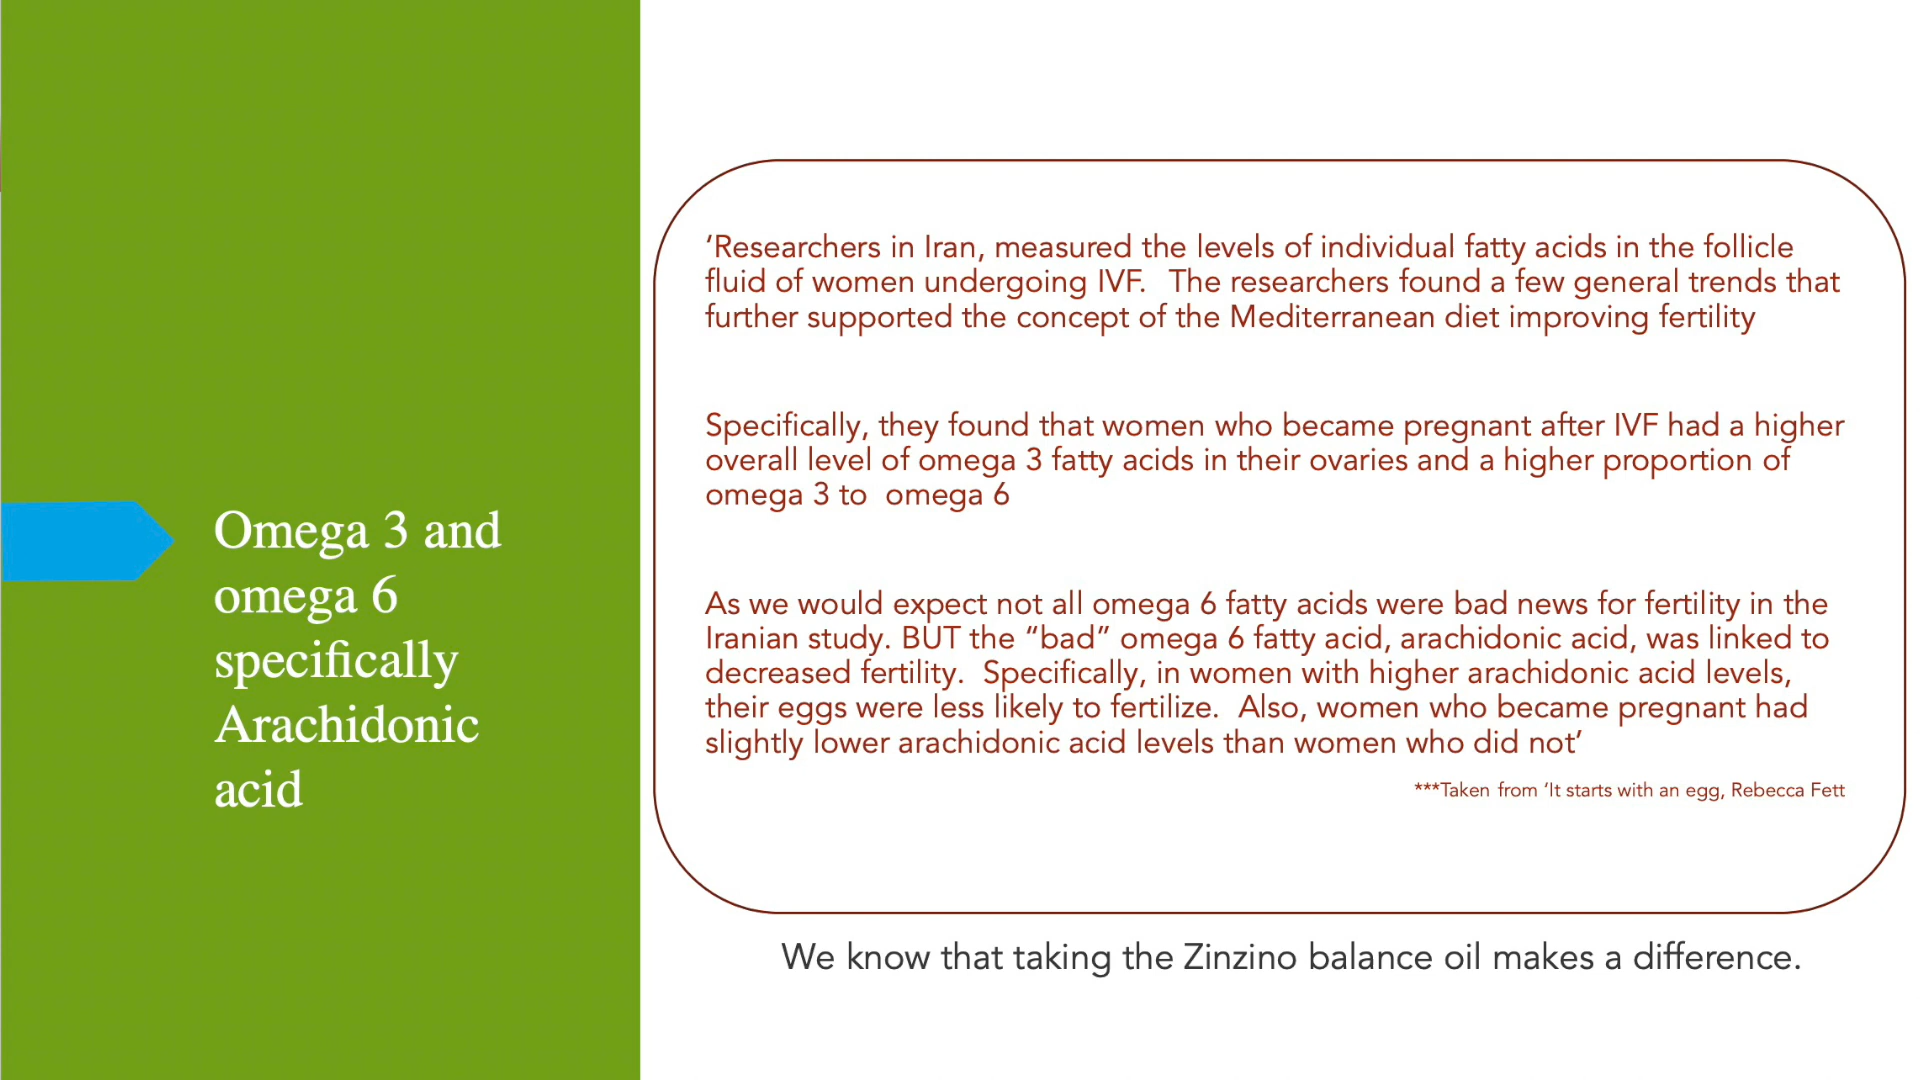 Omega 3 and
omega 6
specifically
Arachidonic
acid
‘Researchers in Iran, measured the levels of individual fatty acids in the follicle
fluid of women undergoing IVF.  The researchers found a few general trends that
further supported the concept of the Mediterranean diet improving fertility
Specifically, they found that women who became pregnant after IVF had a higher
overall level of omega 3 fatty acids in their ovaries and a higher proportion of
omega 3 to  omega 6
As we would expect not all omega 6 fatty acids were bad news for fertility in the
Iranian study. BUT the “bad” omega 6 fatty acid, arachidonic acid, was linked to
decreased fertility.  Specifically, in women with higher arachidonic acid levels,
their eggs were less likely to fertilize.  Also, women who became pregnant had
slightly lower arachidonic acid levels than women who did not’
***Taken from ‘It starts with an egg, Rebecca Fett
We know that taking the Zinzino balance oil makes a difference.